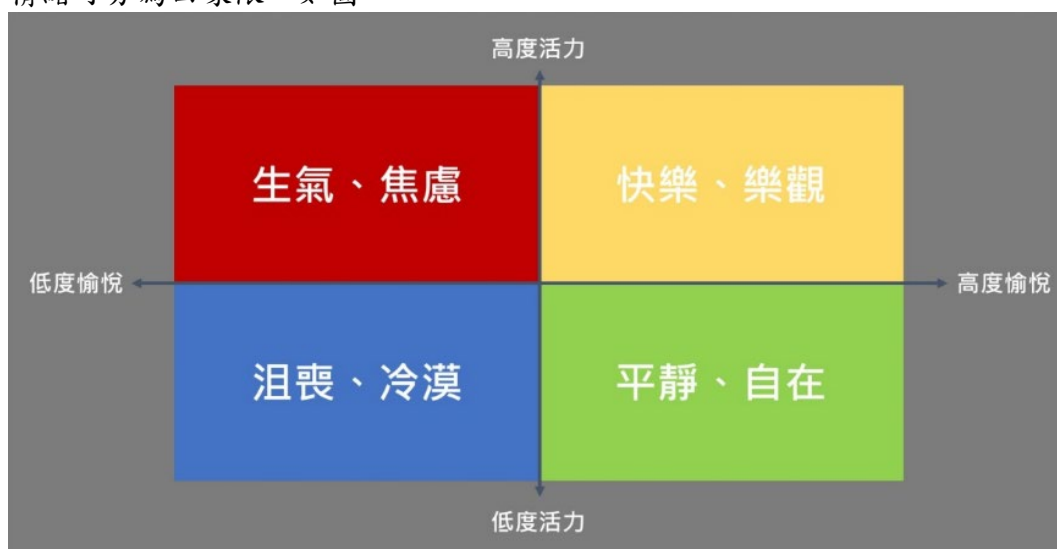 高度活力
生氣、焦慮
快樂、樂觀
低度愉悅
高度愉悅
沮喪、冷漠
平靜、自在
低度活力